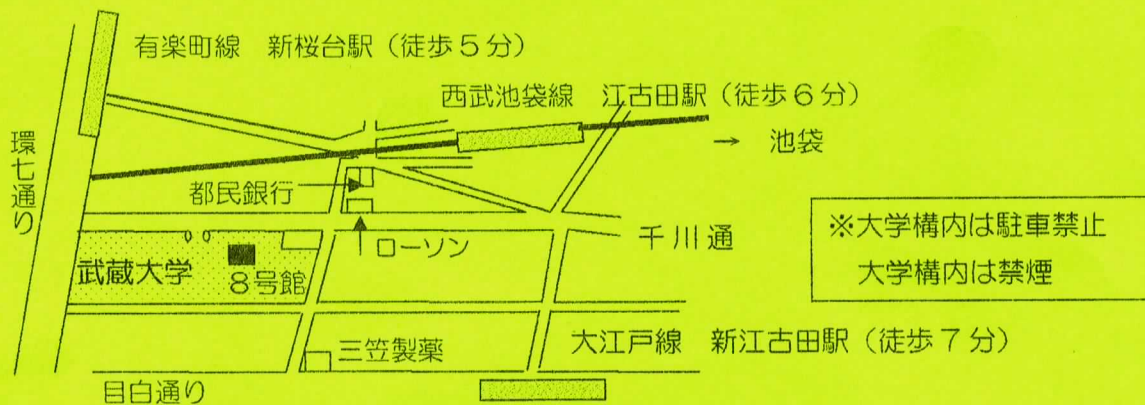 有楽町線　新桜台駅（徒歩５分）
西武池袋線　江古田駅（徒歩６分）
→　池袋
環七通り
都民銀行
ローソン
千川通
※大学構内は駐車禁止
大学構内は禁煙
武蔵大学
８号館
三笠製薬
大江戸線　新江古田駅（徒歩７分）
目白通り